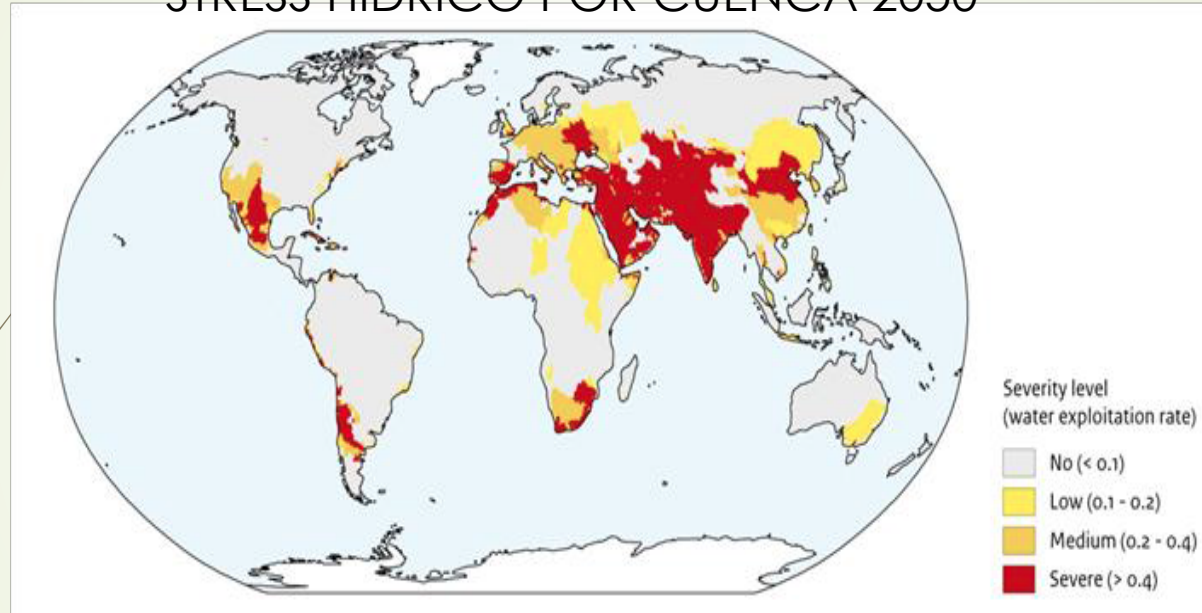 STRESS HIDRICO POR CUENCA 2050
Severity level
(water exploitation rate)
No (< 0.1)
Low (0.1 - 0.2)
Medium (0.2 - 0.4)
Severe (> 0.4)